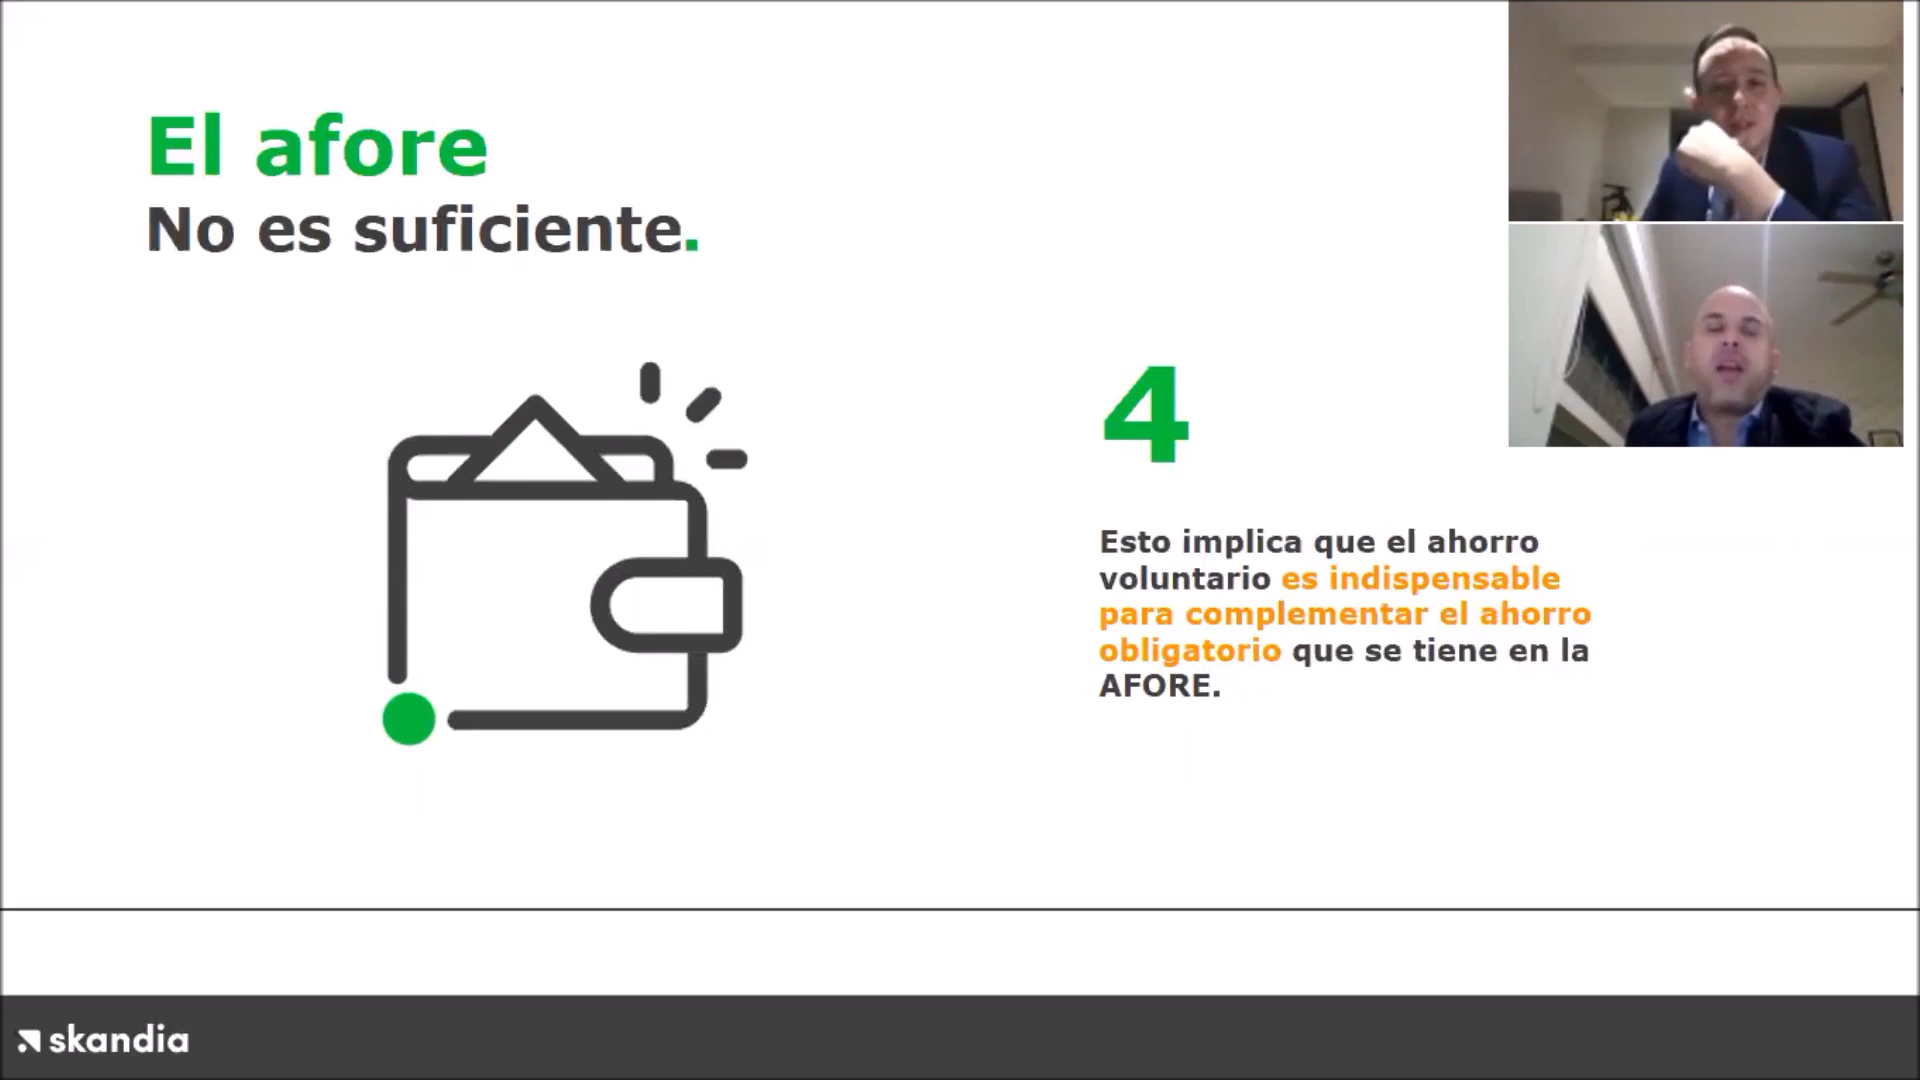 El afore
No es suficiente.
4
Esto implica que el ahorro
voluntario es indispensable
para complementar el ahorro
obligatorio que se tiene en la
AFORE.
skandia